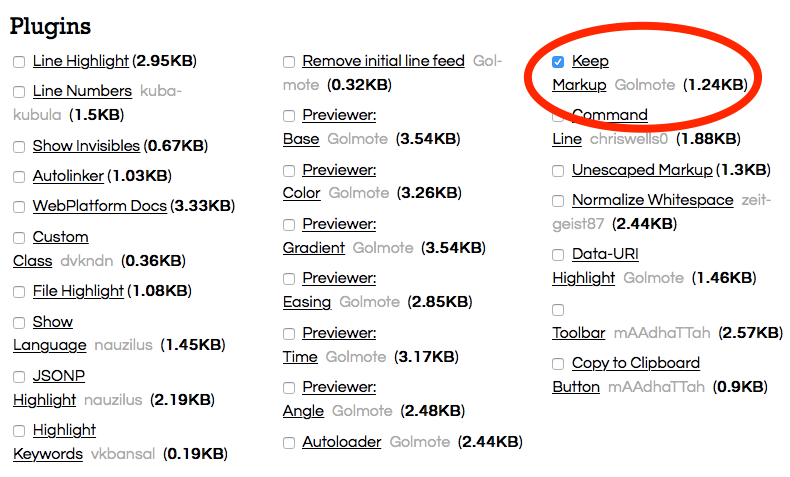 Plugins
Line Highlight (2.95KB)
Line Numbers kuba-
kubula (1.5KB)
Show Invisibles (0.67KB)
Autolinker (1.03KB)
WebPlatform Docs (3.33KB)
Custom
Class dvkndn (0.36KB)
File Highlight (1.08KB)
Show
Language nauzilus (1.45KB)
JSONP
Highlight nauzilus (2.19KB)
Highlight
Keywords vkbansal (0.19KB)
Remove initial line feed Gol-
mote (0.32KB)
Previewer:
Base Golmote (3.54KB)
Previewer:
Color Golmote (3.26KB)
Previewer:
Gradient Golmote (3.54KB)
Previewer:
Easing Golmote (2.85KB)
Previewer:
Time Golmote (3.17KB)
Previewer:
Angle Golmote (2.48KB)
Autoloader Golmote (2.44KB)
Keep
Markup Golmote (1.24KB)
Command
Line chriswells0 (1.88KB)
Unescaped Markup (1.3KB)
Normalize Whitespace zeit-
geist87 (2.44KB)
Data-URI
Highlight Golmote (1.46KB)
Toolbar mAAdhaTTah (2.57KB)
Copy to Clipboard
Button mAAdhaTTah (0.9KB)